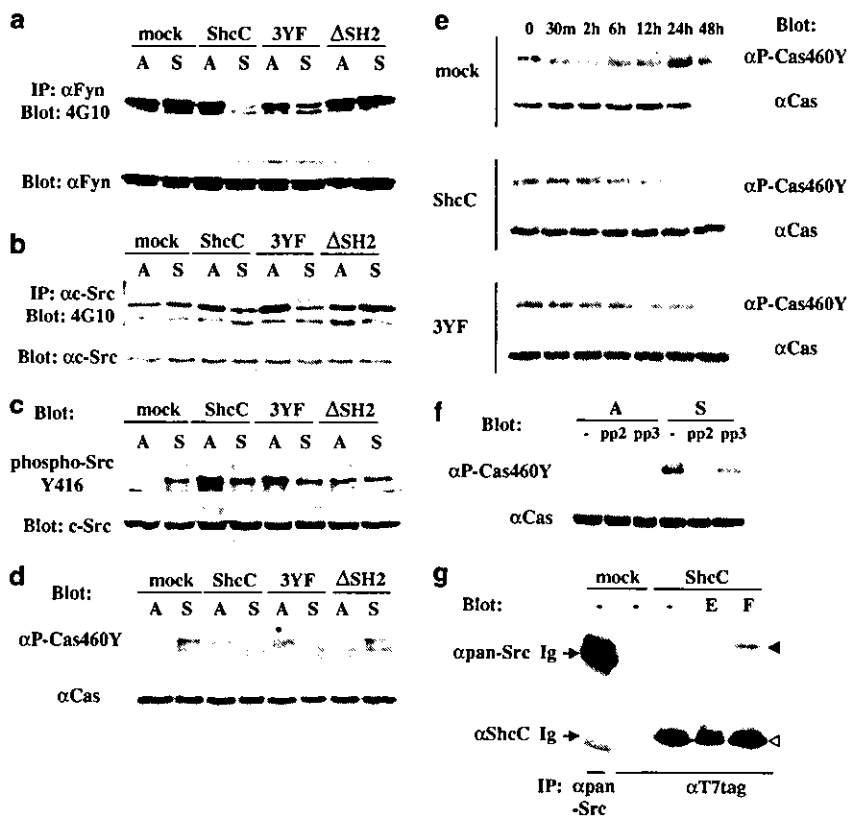 a
mock ShcC 3YF ΔSH2
A S A S A S A S
IP: αFyn
Blot: 4G10
Blot: αFyn
b
mock ShcC 3YF ΔSH2
A S A S A S A S
IP: αc-Src
Blot: 4G10
Blot: αc-Src
c
Blot:
mock ShcC 3YF ΔSH2
A S A S A S A S
phospho-Src
Y416
Blot: c-Src
d
Blot:
mock ShcC 3YF ΔSH2
A S A S A S A S
αP-Cas460Y
αCas
e
0 30m 2h 6h 12h 24h 48h Blot:
mock
αP-Cas460Y
αCas
ShcC
αP-Cas460Y
αCas
3YF
αP-Cas460Y
αCas
f
A S
Blot:
- pp2 pp3 - pp2 pp3
αP-Cas460Y
αCas
g
mock ShcC
Blot:
- - - E F
αpan-Src Ig
αShcC Ig
IP: αpan
-Src
αT7tag